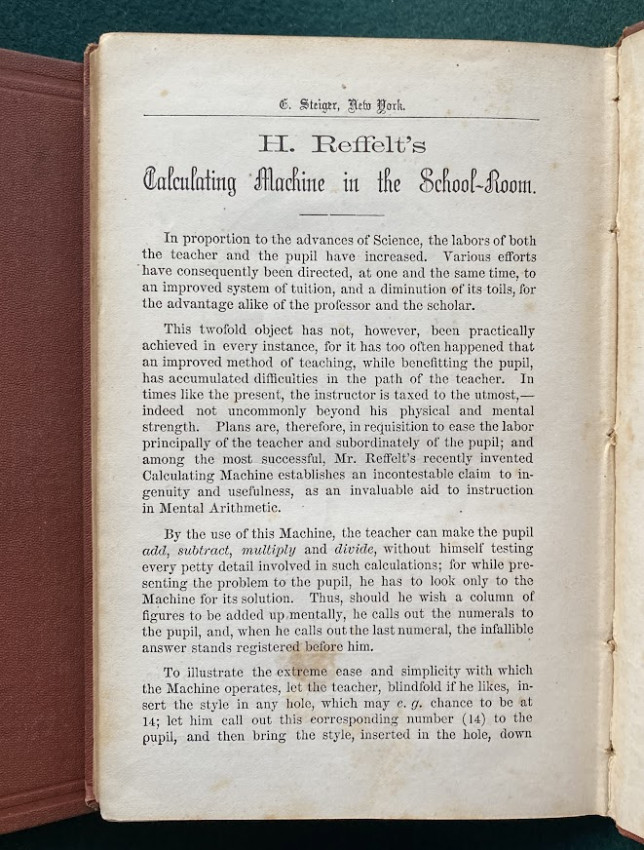 E. Steiger, New York.
H. Reffelt's
Calculating Machine in the School-Room.
In proportion to the advances of Science, the labors of both
the teacher and the pupil have increased. Various efforts
have consequently been directed, at one and the same time, to
an improved system of tuition, and a diminution of its toils, for
the advantage alike of the professor and the scholar.
This twofold object has not, however, been practically
achieved in every instance, for it has too often happened that
an improved method of teaching, while benefitting the pupil,
has accumulated difficulties in the path of the teacher. In
times like the present, the instructor is taxed to the utmost,—
indeed not uncommonly beyond his physical and mental
strength. Plans are, therefore, in requisition to ease the labor
principally of the teacher and subordinately of the pupil; and
among the most successful, Mr. Reffelt's recently invented
Calculating Machine establishes an incontestable claim to in-
genuity and usefulness, as an invaluable aid to instruction
in Mental Arithmetic.
By the use of this Machine, the teacher can make the pupil
add, subtract, multiply and divide, without himself testing
every petty detail involved in such calculations; for while pre-
senting the problem to the pupil, he has to look only to the
Machine for its solution. Thus, should he wish a column of
figures to be added up mentally, he calls out the numerals to
the pupil, and, when he calls out the last numeral, the infallible
answer stands registered before him.
To illustrate the extreme ease and simplicity with which
the Machine operates, let the teacher, blindfold if he likes, in-
sert the style in any hole, which may e. g. chance to be at
14; let him call out this corresponding number (14) to the
pupil, and then bring the style, inserted in the hole, down